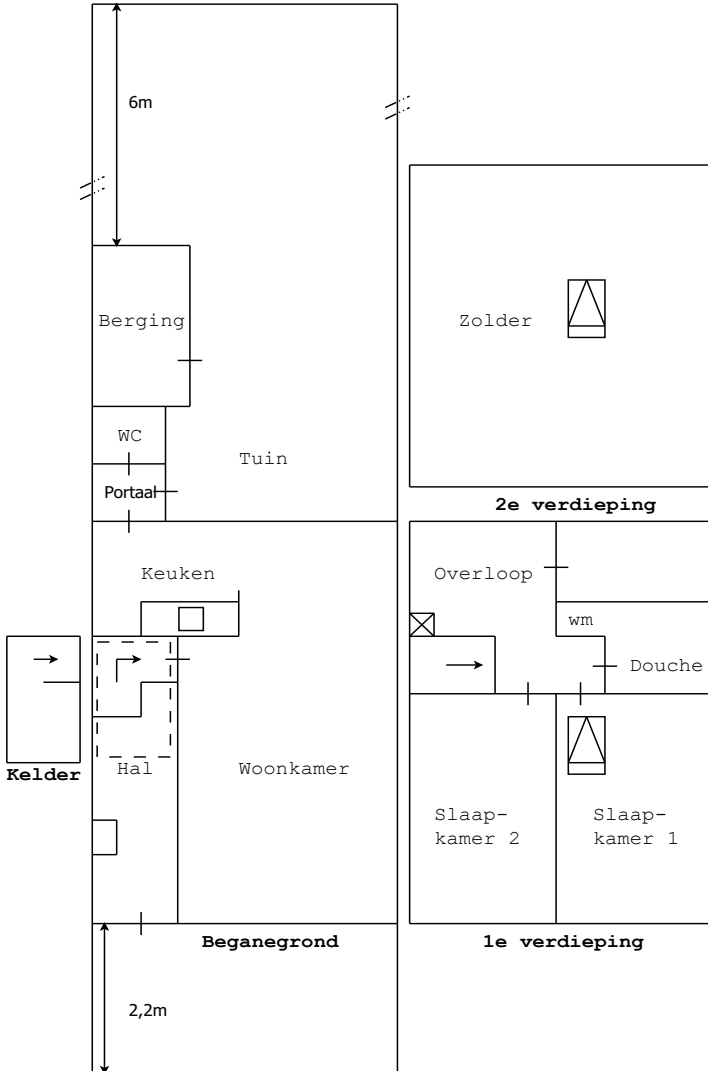 6m
Berging
Zolder
WC
Tuin
Portaal
2e verdieping
Keuken
Overloop
wm
Douche
Kelder
Hal
Woonkamer
Slaap-
kamer 2
Slaap-
kamer 1
Beganegrond
1e verdieping
2,2m